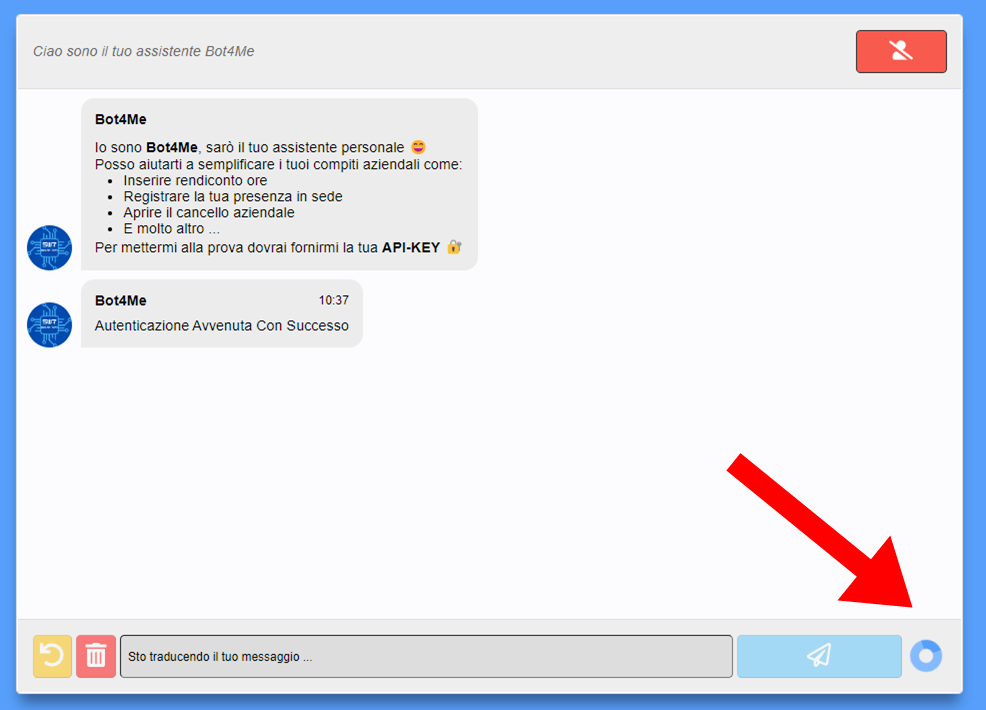 Ciao sono il tuo assistente Bot4Me
Bot4Me
Io sono Bot4Me, sarò il tuo assistente personale 😄
Posso aiutarti a semplificare i tuoi compiti aziendali come:
• Inserire rendiconto ore
• Registrare la tua presenza in sede
• Aprire il cancello aziendale
• E molto altro ...
Per mettermi alla prova dovrai fornirmi la tua API-KEY 🔐
Bot4Me 10:37
Autenticazione Avvenuta Con Successo
Sto traducendo il tuo messaggio ...